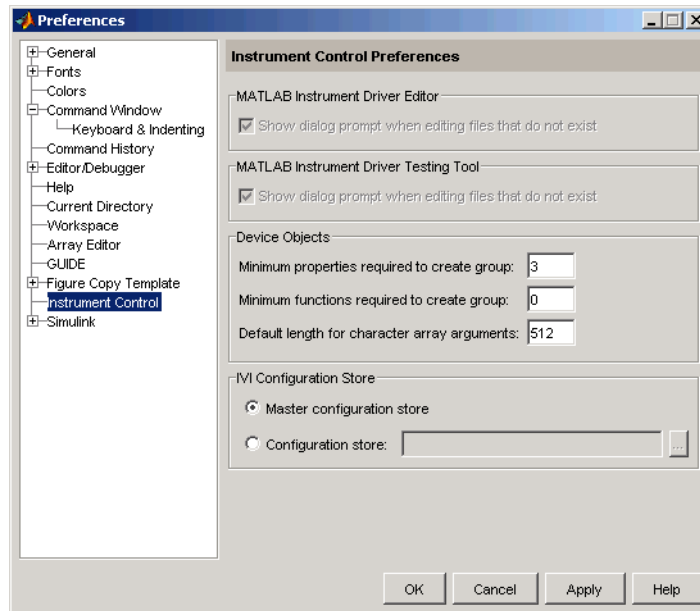 Preferences
General
Fonts
Colors
Command Window
Keyboard & Indenting
Command History
Editor/Debugger
Help
Current Directory
Workspace
Array Editor
GUIDE
Figure Copy Template
Instrument Control
Simulink
Instrument Control Preferences
MATLAB Instrument Driver Editor
Show dialog prompt when editing files that do not exist
MATLAB Instrument Driver Testing Tool
Show dialog prompt when editing files that do not exist
Device Objects
Minimum properties required to create group: 3
Minimum functions required to create group: 0
Default length for character array arguments: 512
IVI Configuration Store
Master configuration store
Configuration store: ...
OK Cancel Apply Help